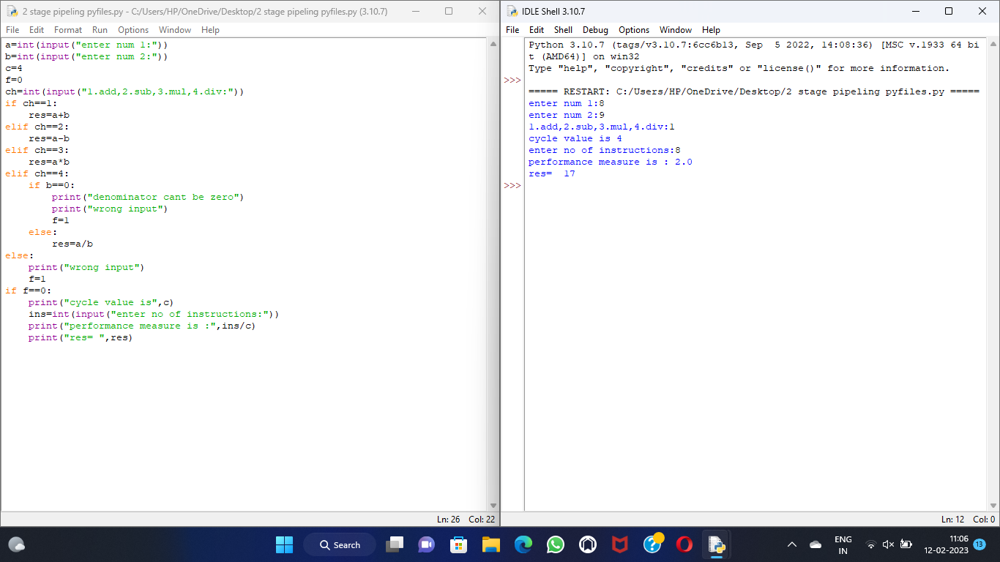 2 stage pipeling pyfiles.py - C:/Users/HP/OneDrive/Desktop/2 stage pipeling pyfiles.py (3.10.7)
File Edit Format Run Options Window Help
a=int(input("enter num 1:"))
b=int(input("enter num 2:"))
c=4
f=0
ch=int(input("1.add,2.sub,3.mul,4.div:"))
if ch==1:
    res=a+b
elif ch==2:
    res=a-b
elif ch==3:
    res=a*b
elif ch==4:
    if b==0:
        print("denominator cant be zero")
        print("wrong input")
        f=1
    else:
        res=a/b
else:
    print("wrong input")
    f=1
if f==0:
    print("cycle value is",c)
    ins=int(input("enter no of instructions:"))
    print("performance measure is :",ins/c)
    print("res= ",res)
Ln: 26 Col: 22
IDLE Shell 3.10.7
File Edit Shell Debug Options Window Help
Python 3.10.7 (tags/v3.10.7:6cc6b13, Sep  5 2022, 14:08:36) [MSC v.1933 64 bi
t (AMD64)] on win32
Type "help", "copyright", "credits" or "license()" for more information.
>>>
===== RESTART: C:/Users/HP/OneDrive/Desktop/2 stage pipeling pyfiles.py =====
enter num 1:8
enter num 2:9
1.add,2.sub,3.mul,4.div:1
cycle value is 4
enter no of instructions:8
performance measure is : 2.0
res=  17
>>>
Ln: 12 Col: 0
Search
ENG
IN
11:06
12-02-2023
13